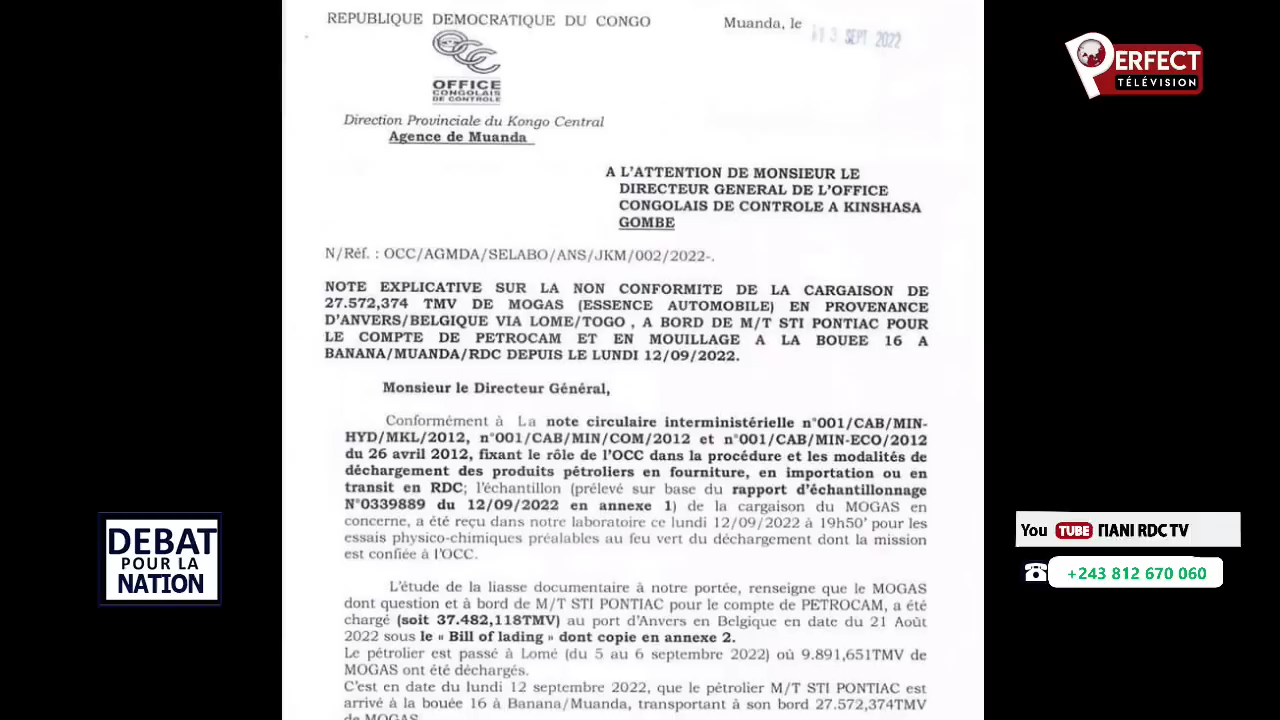 REPUBLIQUE DEMOCRATIQUE DU CONGO
Muanda, le
13 SEPT 2022
OCC
OFFICE
CONGOLAIS
DE CONTROLE
Direction Provinciale du Kongo Central
Agence de Muanda
A L'ATTENTION DE MONSIEUR LE
DIRECTEUR GENERAL DE L'OFFICE
CONGOLAIS DE CONTROLE A KINSHASA
GOMBE
N/Réf. : OCC/AGMDA/SELABO/ANS/JKM/002/2022-.
NOTE EXPLICATIVE SUR LA NON CONFORMITE DE LA CARGAISON DE
27.572,374 TMV DE MOGAS (ESSENCE AUTOMOBILE) EN PROVENANCE
D'ANVERS/BELGIQUE VIA LOME/TOGO , A BORD DE M/T STI PONTIAC POUR
LE COMPTE DE PETROCAM ET EN MOUILLAGE A LA BOUEE 16 A
BANANA/MUANDA/RDC DEPUIS LE LUNDI 12/09/2022.
Monsieur le Directeur Général,
Conformément à La note circulaire interministérielle n°001/CAB/MIN-
HYD/MKL/2012, n°001/CAB/MIN/COM/2012 et n°001/CAB/MIN-ECO/2012
du 26 avril 2012, fixant le rôle de l'OCC dans la procédure et les modalités de
déchargement des produits pétroliers en fourniture, en importation ou en
transit en RDC; l'échantillon (prélevé sur base du rapport d'échantillonnage
N°0339889 du 12/09/2022 en annexe 1) de la cargaison du MOGAS en
concerne, a été reçu dans notre laboratoire ce lundi 12/09/2022 à 19h50' pour les
essais physico-chimiques préalables au feu vert du déchargement dont la mission
est confiée à l'OCC.
L'étude de la liasse documentaire à notre portée, renseigne que le MOGAS
dont question et à bord de M/T STI PONTIAC pour le compte de PETROCAM, a été
chargé (soit 37.482,118TMV) au port d'Anvers en Belgique en date du 21 Août
2022 sous le « Bill of lading » dont copie en annexe 2.
Le pétrolier est passé à Lomé (du 5 au 6 septembre 2022) où 9.891,651TMV de
MOGAS ont été déchargés.
C'est en date du lundi 12 septembre 2022, que le pétrolier M/T STI PONTIAC est
arrivé à la bouée 16 à Banana/Muanda, transportant à son bord 27.572,374TMV
de MOGAS.
PERFECT
TÉLÉVISION
DEBAT
POUR LA
NATION
You TUBE ПANI RDC TV
+243 812 670 060